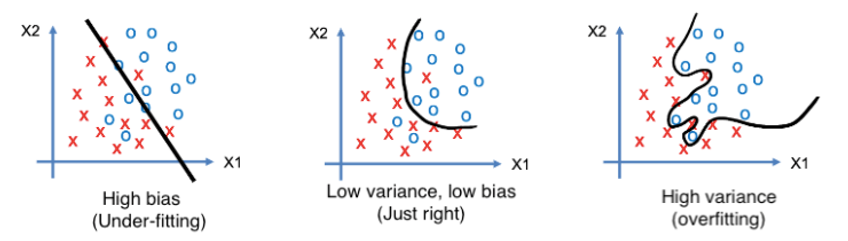 X2
X1
High bias
(Under-fitting)
X2
X1
Low variance, low bias
(Just right)
X2
X1
High variance
(overfitting)